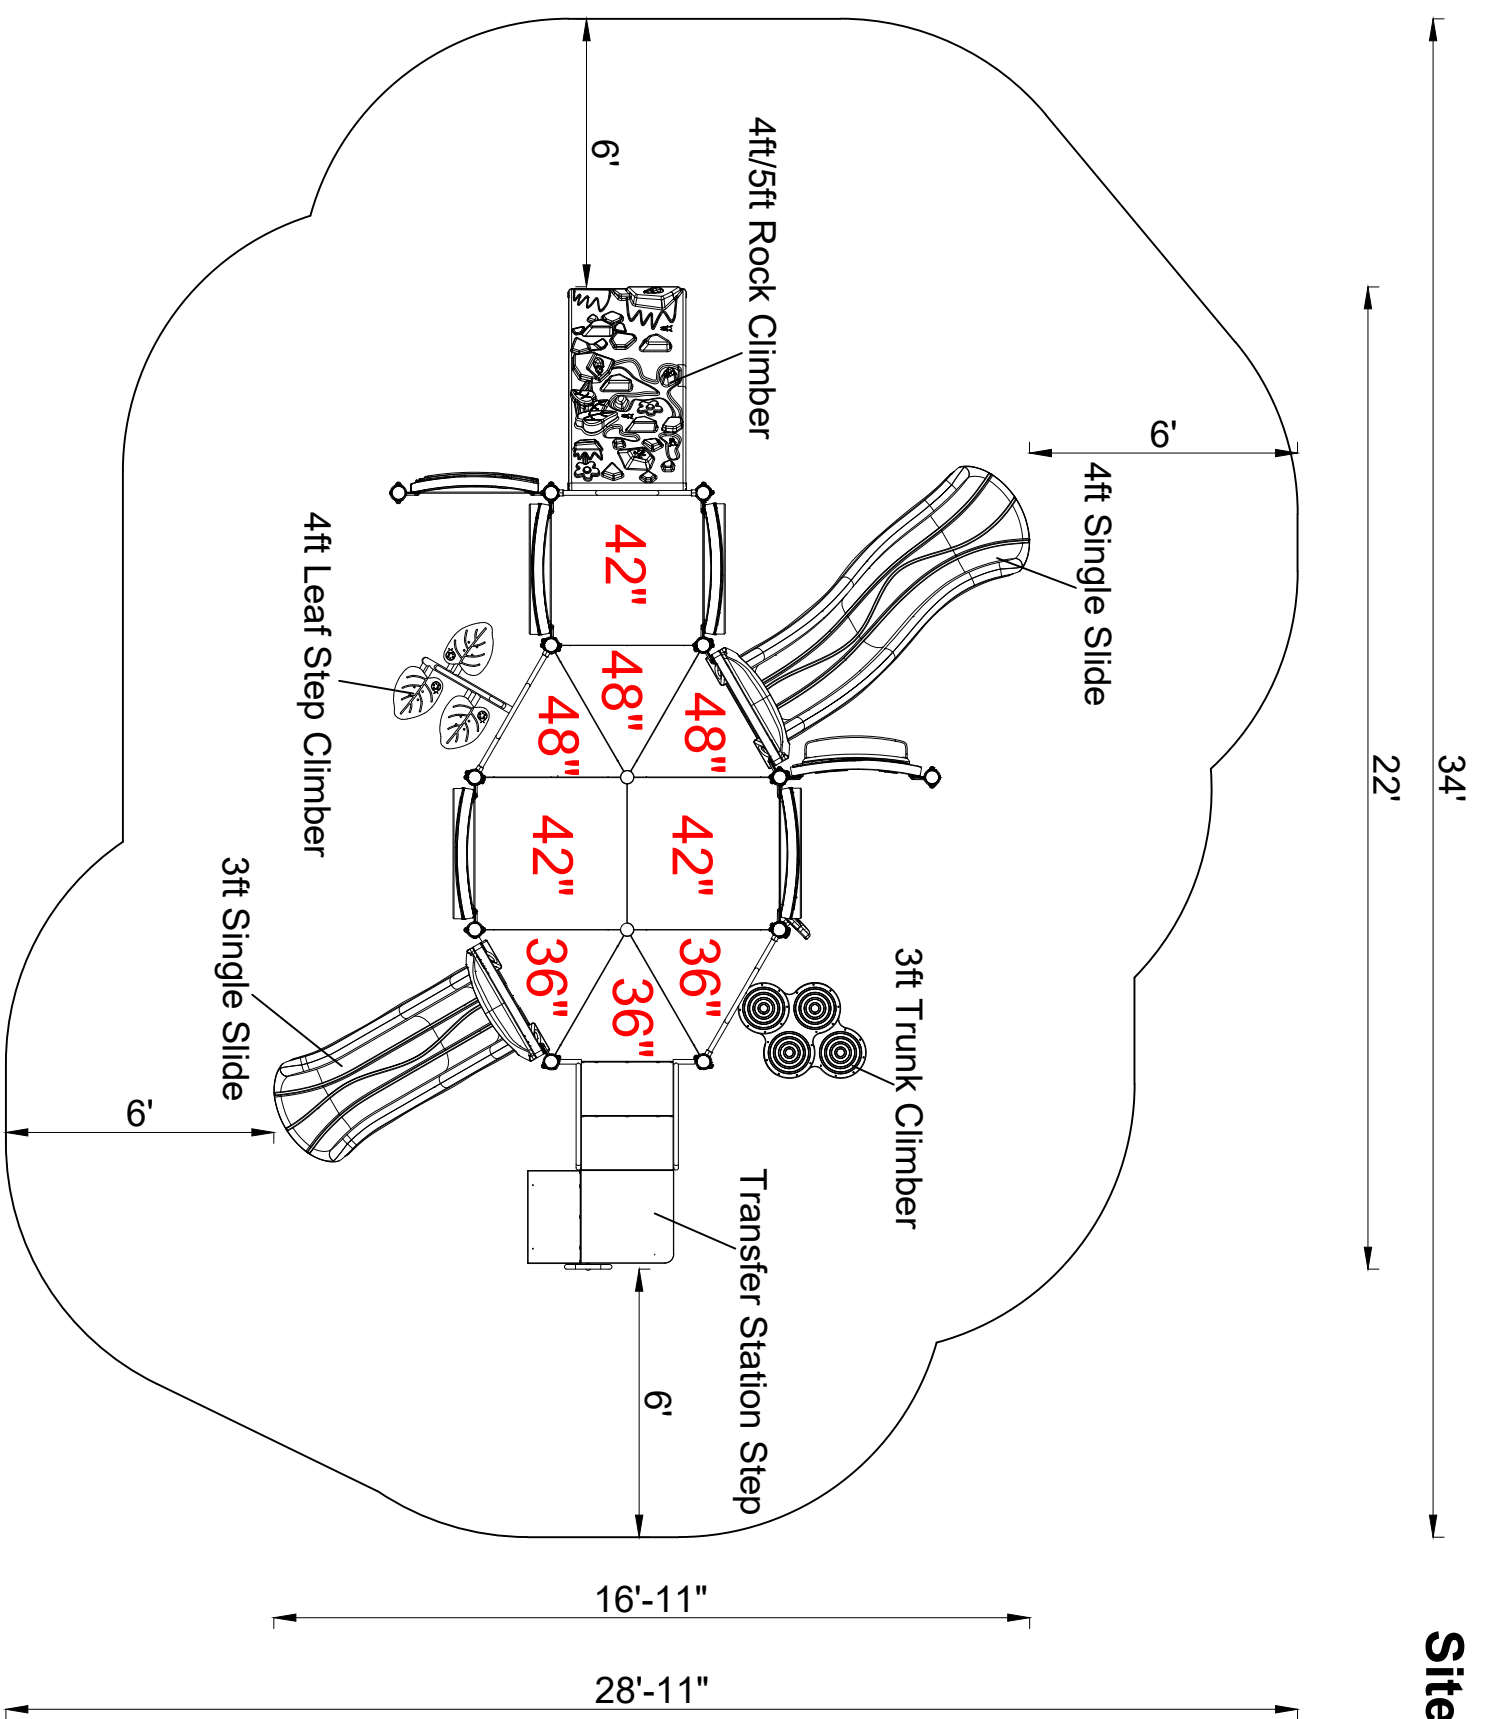 6'
4ft/5ft Rock Climber
6'
4ft Single Slide
34'
22'
42"
48"
48"
48"
4ft Leaf Step Climber
42"
42"
3ft Single Slide
36"
36"
36"
3ft Trunk Climber
6'
Transfer Station Step
6'
16'-11"
28'-11"
Site